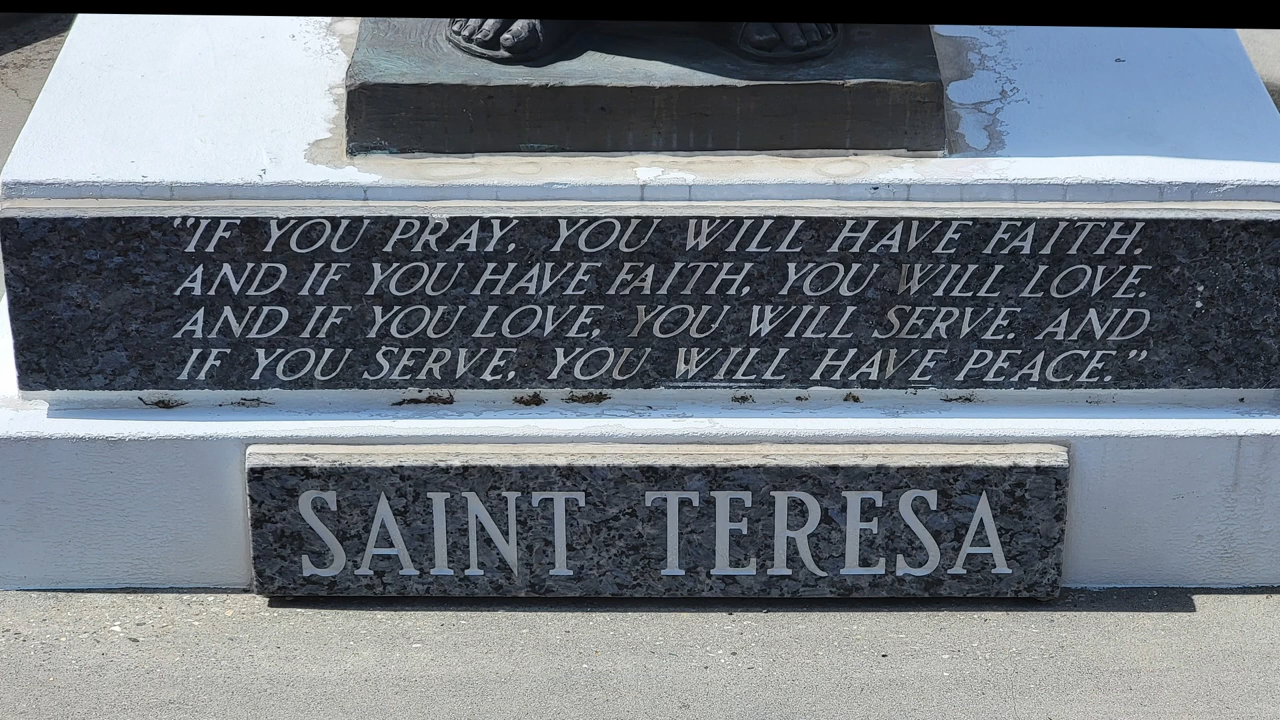 "IF YOU PRAY, YOU WILL HAVE FAITH.
AND IF YOU HAVE FAITH, YOU WILL LOVE.
AND IF YOU LOVE, YOU WILL SERVE. AND
IF YOU SERVE, YOU WILL HAVE PEACE."
SAINT TERESA